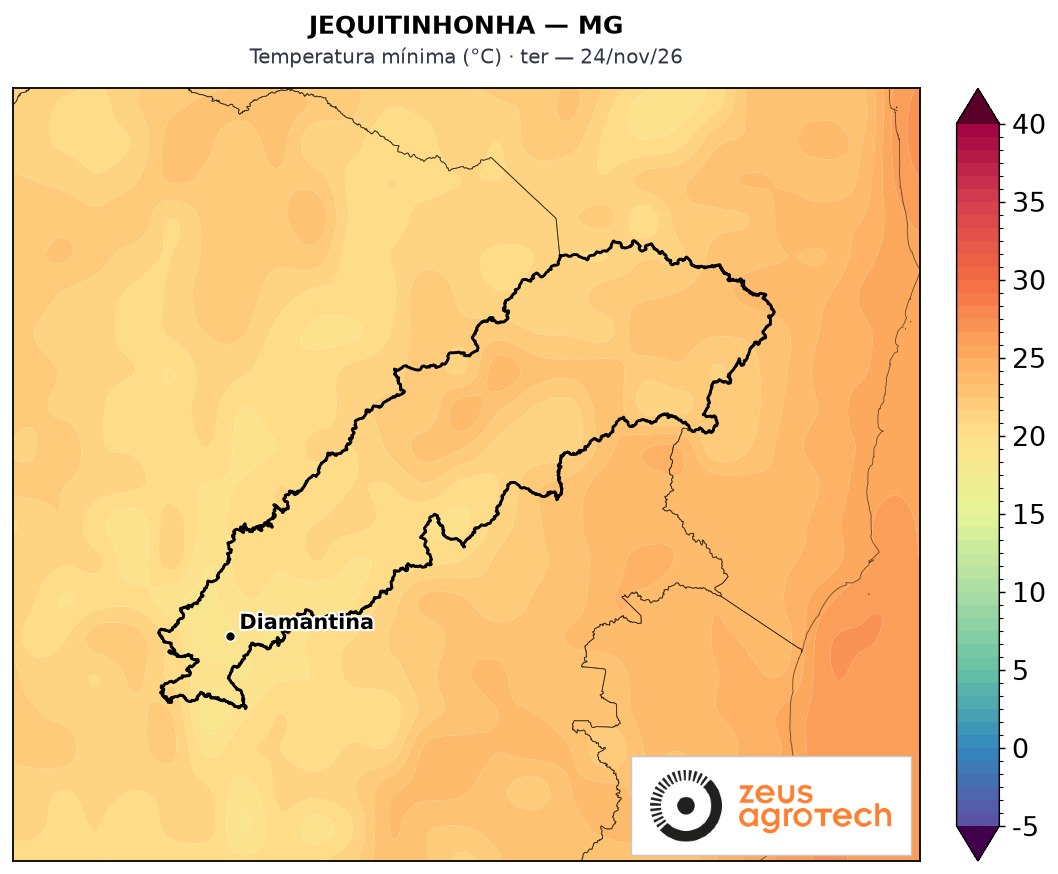 JEQUITINHONHA — MG
Temperatura mínima (°C) · ter — 24/nov/26
40
35
30
25
20
15
10
5
0
-5
Diamantina
zeus
agrotech